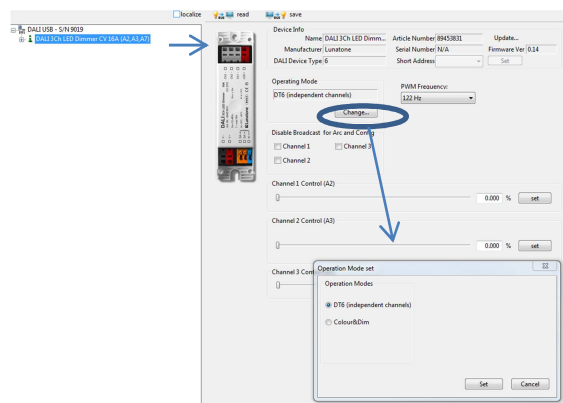 localize read save
DALI USB - S/N 9019
DALI 3Ch LED Dimmer CV 16A (A2,A3,A7)
Device Info
Name DALI 3Ch LED Dimm... Article Number 89453831 Update...
Manufacturer Lunatone Serial Number N/A Firmware Ver 0.14
DALI Device Type 6 Short Address Set
Operating Mode
DT6 (independent channels)
PWM Frequency:
122 Hz
Change...
Disable Broadcast for Arc and Config
Channel 1 Channel 3
Channel 2
Channel 1 Control (A2)
0.000 % set
Channel 2 Control (A3)
0.000 % set
Channel 3 Cont
Operation Mode set
Operation Modes
DT6 (independent channels)
Colour&Dim
Set Cancel
DALI
Lunatone